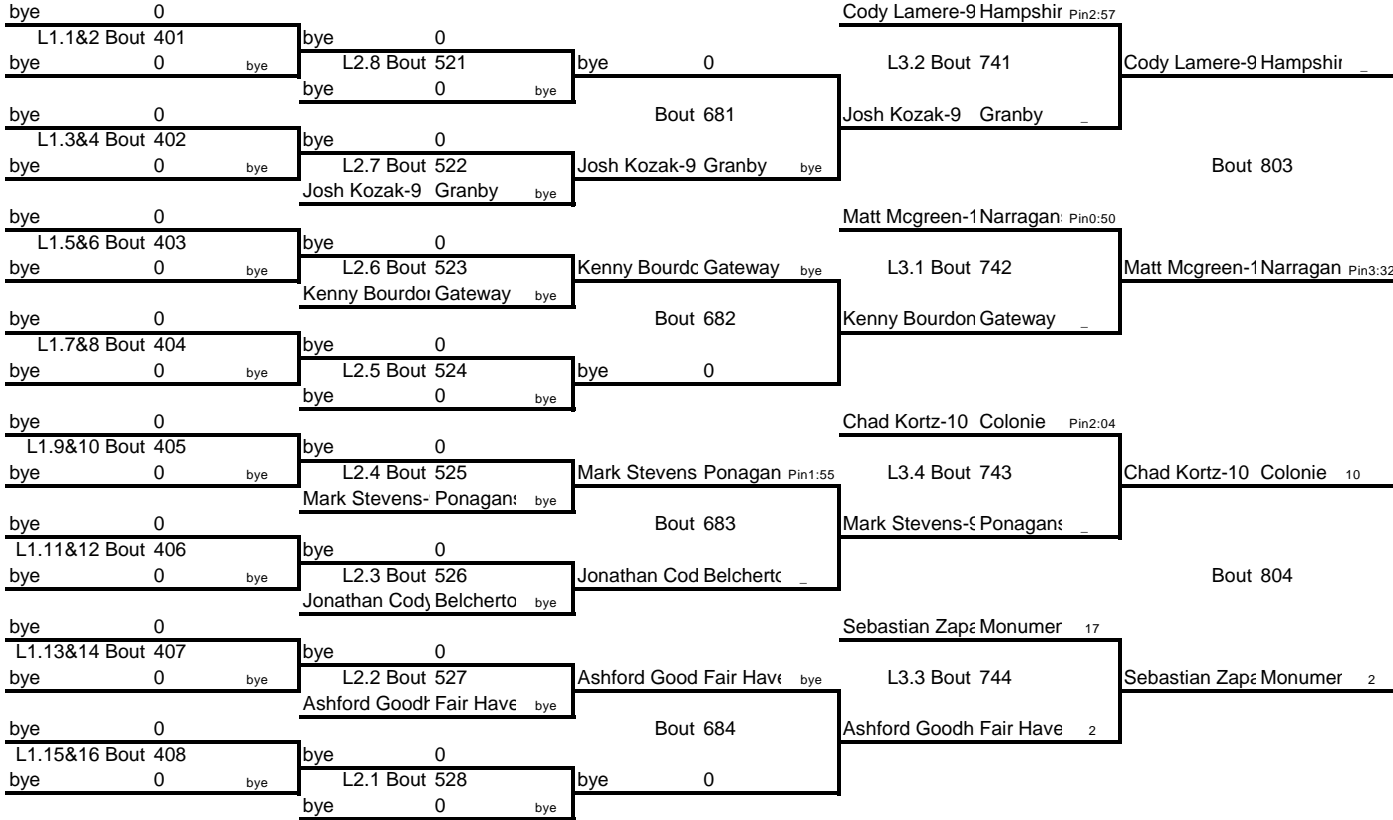 bye 0 Cody Lamere-9 Hampshir Pin2:57
L1.1&2 Bout 401 bye 0
bye 0 bye L2.8 Bout 521 bye 0 L3.2 Bout 741 Cody Lamere-9 Hampshir _
bye 0 bye
bye 0 Bout 681 Josh Kozak-9 Granby _
L1.3&4 Bout 402 bye 0
bye 0 bye L2.7 Bout 522 Josh Kozak-9 Granby bye Bout 803
Josh Kozak-9 Granby bye
bye 0 Matt Mcgreen-1 Narragan Pin0:50
L1.5&6 Bout 403 bye 0
bye 0 bye L2.6 Bout 523 Kenny Bourdo Gateway bye L3.1 Bout 742 Matt Mcgreen-1 Narragan Pin3:32
Kenny Bourdon Gateway bye
bye 0 Bout 682 Kenny Bourdon Gateway _
L1.7&8 Bout 404 bye 0
bye 0 bye L2.5 Bout 524 bye 0
bye 0 bye
bye 0 Chad Kortz-10 Colonie Pin2:04
L1.9&10 Bout 405 bye 0
bye 0 bye L2.4 Bout 525 Mark Stevens Ponagan Pin1:55 L3.4 Bout 743 Chad Kortz-10 Colonie 10
Mark Stevens- Ponagans bye
bye 0 Bout 683 Mark Stevens-9 Ponagans _
L1.11&12 Bout 406 bye 0
bye 0 bye L2.3 Bout 526 Jonathan Cod Belcherto _ Bout 804
Jonathan Cody Belcherto bye
bye 0 Sebastian Zapa Monumen 17
L1.13&14 Bout 407 bye 0
bye 0 bye L2.2 Bout 527 Ashford Good Fair Have bye L3.3 Bout 744 Sebastian Zapa Monumen 2
Ashford Goodh Fair Have bye
bye 0 Bout 684 Ashford Goodh Fair Have 2
L1.15&16 Bout 408 bye 0
bye 0 bye L2.1 Bout 528 bye 0
bye 0 bye